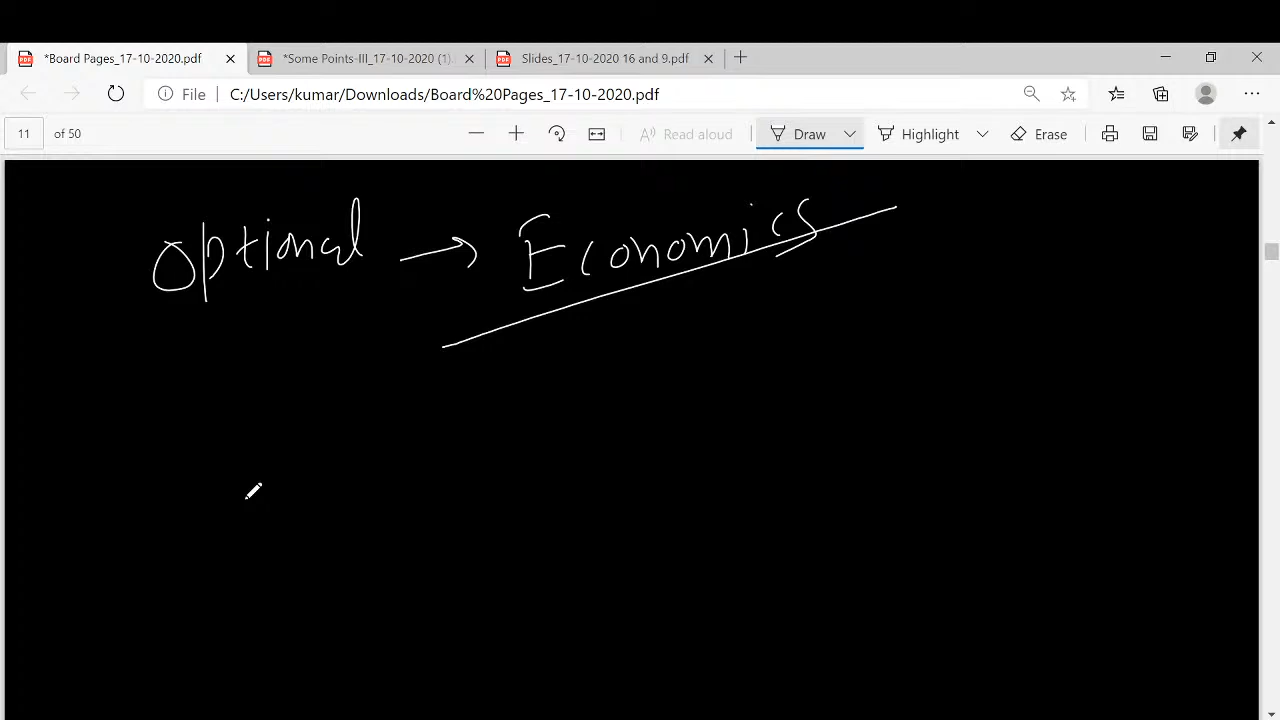 *Board Pages_17-10-2020.pdf
*Some Points-III_17-10-2020 (1).
Slides_17-10-2020 16 and 9.pdf
File
C:/Users/kumar/Downloads/Board%20Pages_17-10-2020.pdf
11 of 50
Read aloud
Draw
Highlight
Erase
Optional → Economics